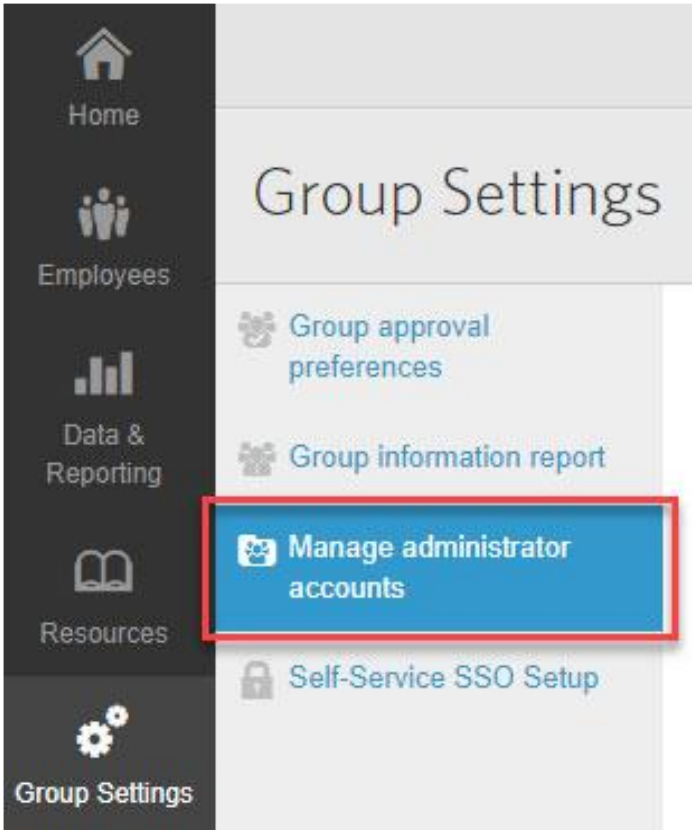 Home
Employees
Data &
Reporting
Resources
Group Settings
Group Settings
Group approval
preferences
Group information report
Manage administrator
accounts
Self-Service SSO Setup